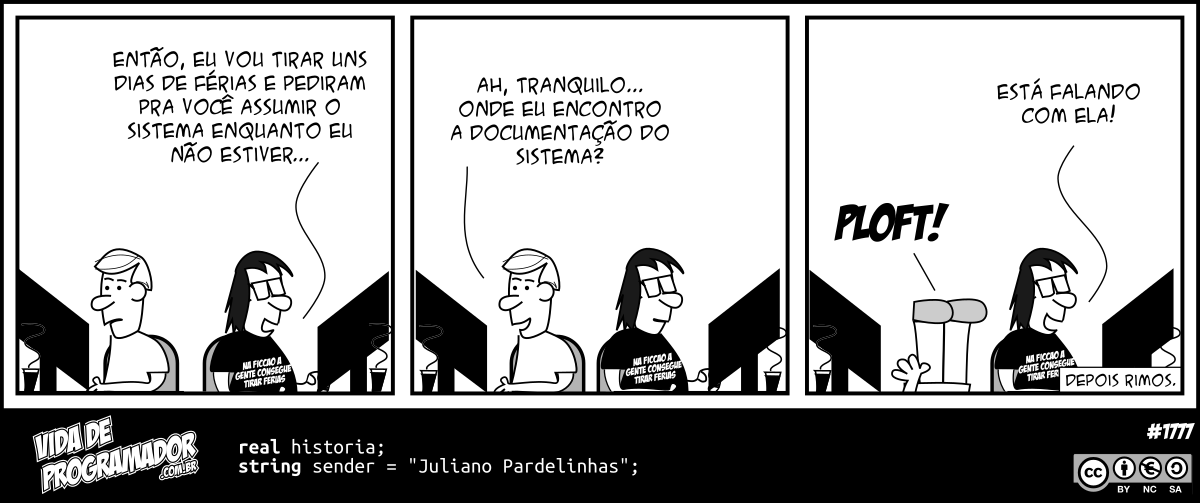 ENTÃO, EU VOU TIRAR UNS
DIAS DE FÉRIAS E PEDIRAM
PRA VOCÊ ASSUMIR O
SISTEMA ENQUANTO EU
NÃO ESTIVER...
NA FICCAO A
GENTE CONSEGUE
TIRAR FERIAS
AH, TRANQUILO...
ONDE EU ENCONTRO
A DOCUMENTAÇÃO DO
SISTEMA?
NA FICCAO A
GENTE CONSEGUE
TIRAR FERIAS
ESTÁ FALANDO
COM ELA!
PLOFT!
NA FICCAO A
GENTE CONSEGUE
TIRAR FERIAS
DEPOIS RIMOS.
VIDA DE
PROGRAMADOR
.COM.BR
real historia;
string sender = "Juliano Pardelinhas";
#1777
cc
BY NC SA